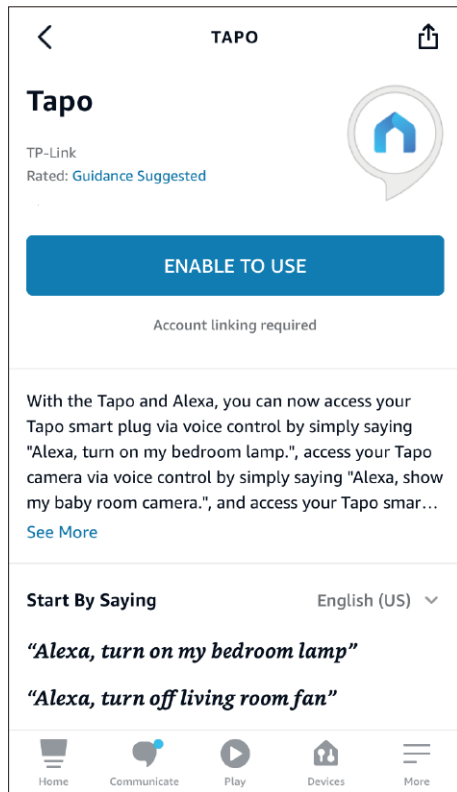 TAPO
Tapo
TP-Link
Rated: Guidance Suggested
ENABLE TO USE
Account linking required
With the Tapo and Alexa, you can now access your
Tapo smart plug via voice control by simply saying
"Alexa, turn on my bedroom lamp.", access your Tapo
camera via voice control by simply saying "Alexa, show
my baby room camera.", and access your Tapo smar...
See More
Start By Saying English (US)
“Alexa, turn on my bedroom lamp”
“Alexa, turn off living room fan”
Home Communicate Play Devices More